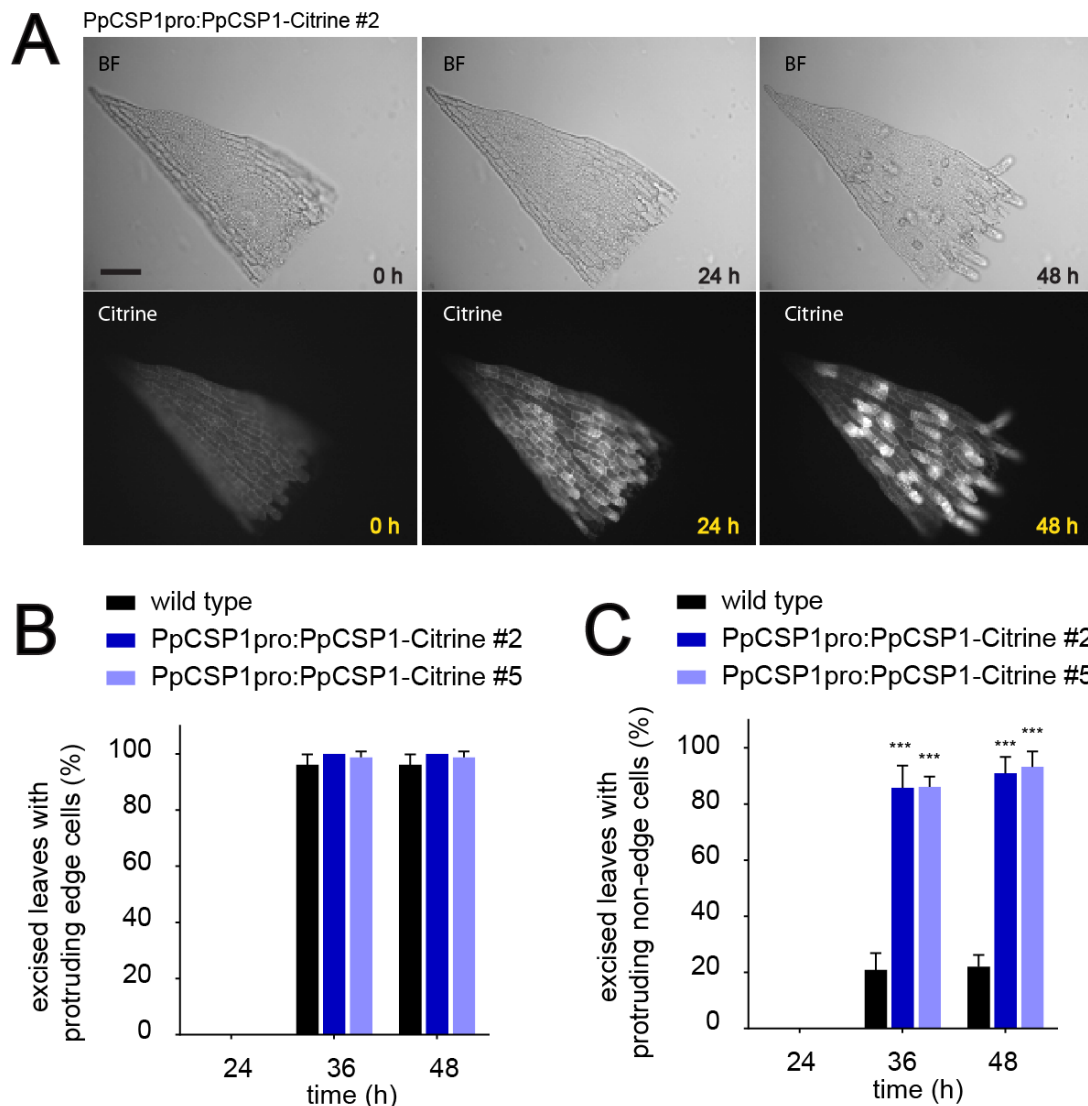 A
PpCSP1pro:PpCSP1-Citrine #2
BF
0 h
BF
24 h
BF
48 h
Citrine
0 h
Citrine
24 h
Citrine
48 h
B
wild type
PpCSP1pro:PpCSP1-Citrine #2
PpCSP1pro:PpCSP1-Citrine #5
excised leaves with
protruding edge cells (%)
100
80
60
40
20
0
24 36 48
time (h)
C
wild type
PpCSP1pro:PpCSP1-Citrine #2
PpCSP1pro:PpCSP1-Citrine #5
excised leaves with
protruding non-edge cells (%)
100
80
60
40
20
0
*** *** *** ***
24 36 48
time (h)